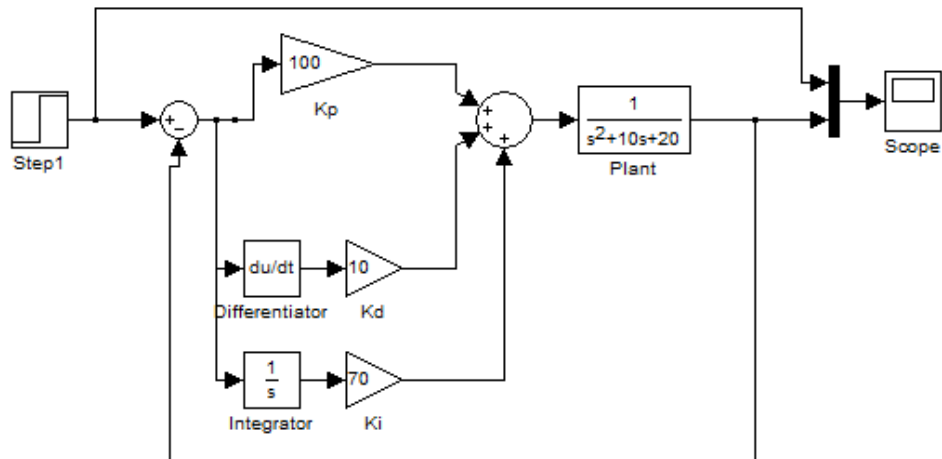 Step1
+
−
100
Kp
du/dt
Differentiator
10
Kd
1
s
Integrator
70
Ki
+
+
+
1
s²+10s+20
Plant
Scope